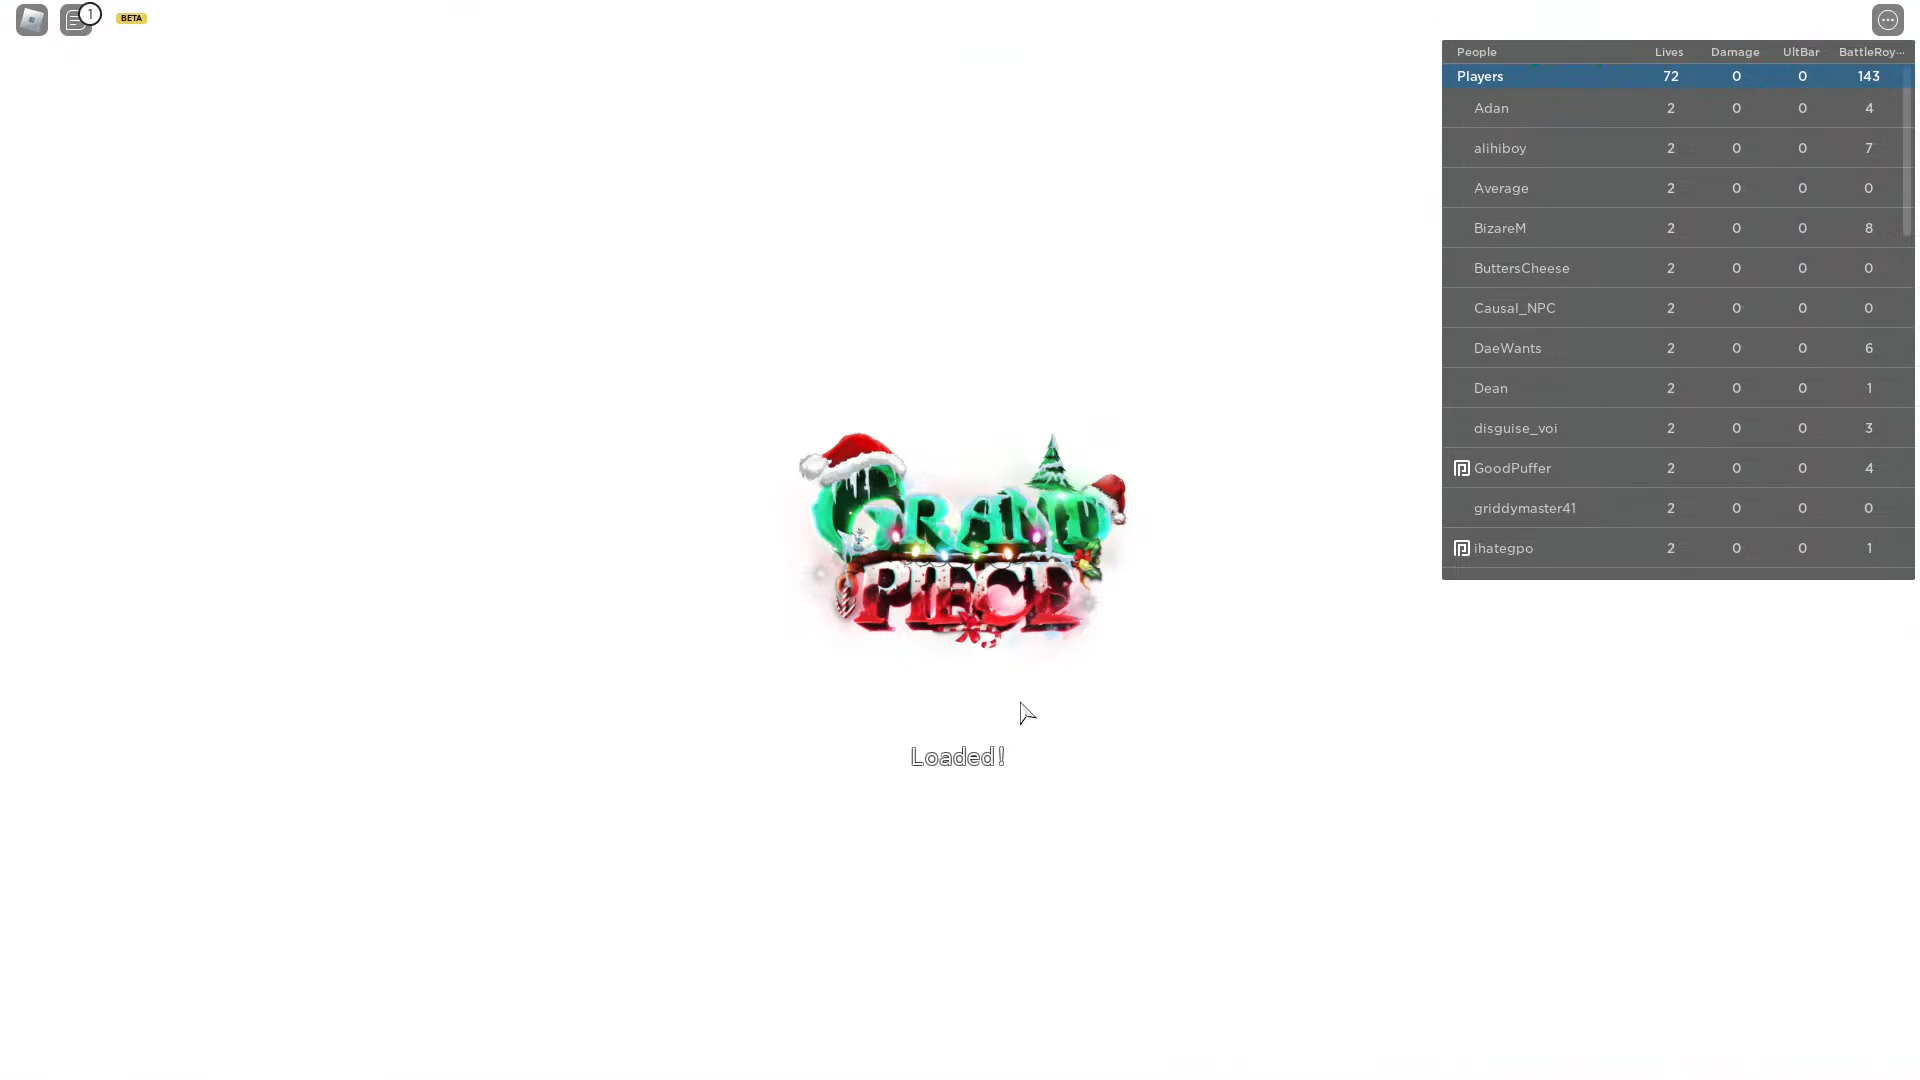 1 BETA
People Lives Damage UltBar BattleRoy...
Players 72 0 0 143
Adan 2 0 0 4
alihiboy 2 0 0 7
Average 2 0 0 0
BizareM 2 0 0 8
ButtersCheese 2 0 0 0
Causal_NPC 2 0 0 0
DaeWants 2 0 0 6
Dean 2 0 0 1
disguise_voi 2 0 0 3
GoodPuffer 2 0 0 4
griddymaster41 2 0 0 0
ihategpo 2 0 0 1
GRAND
PIECE
Loaded!